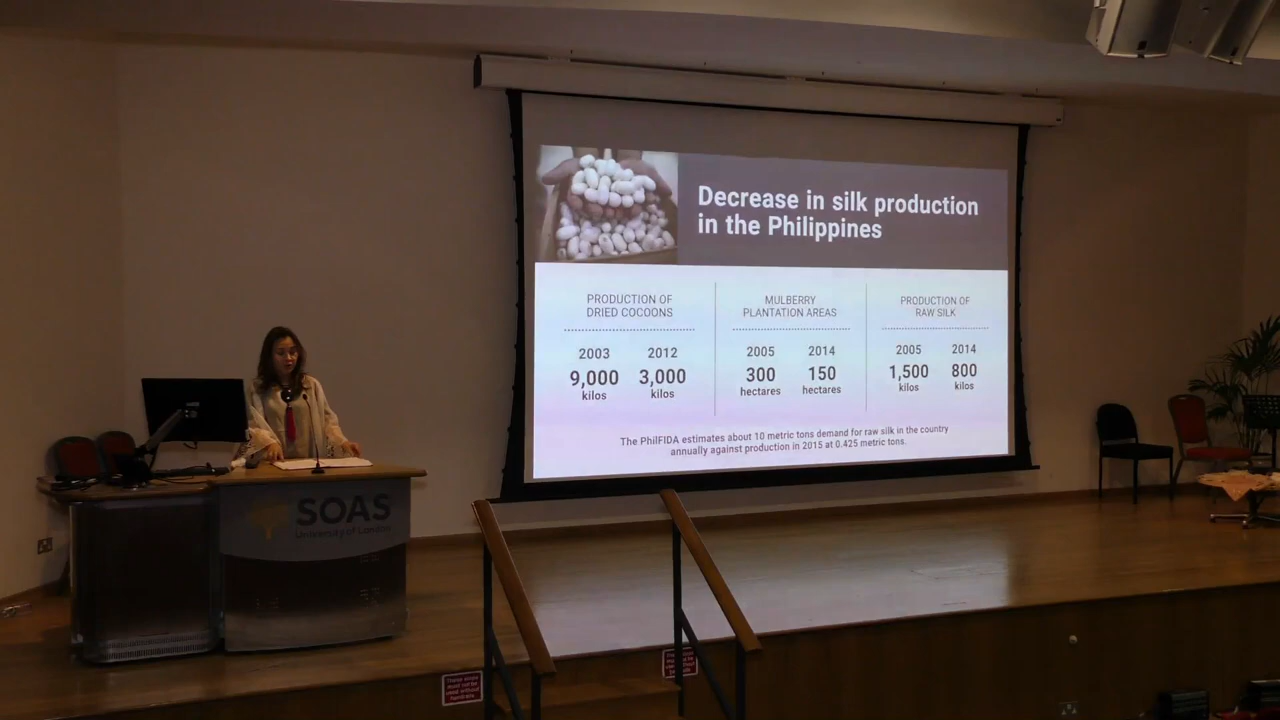 Decrease in silk production
in the Philippines
PRODUCTION OF
DRIED COCOONS
2003 2012
9,000 3,000
kilos kilos
MULBERRY
PLANTATION AREAS
2005 2014
300 150
hectares hectares
PRODUCTION OF
RAW SILK
2005 2014
1,500 800
kilos kilos
The PhilFIDA estimates about 10 metric tons demand for raw silk in the country
annually against production in 2015 at 0.425 metric tons.
SOAS
University of London